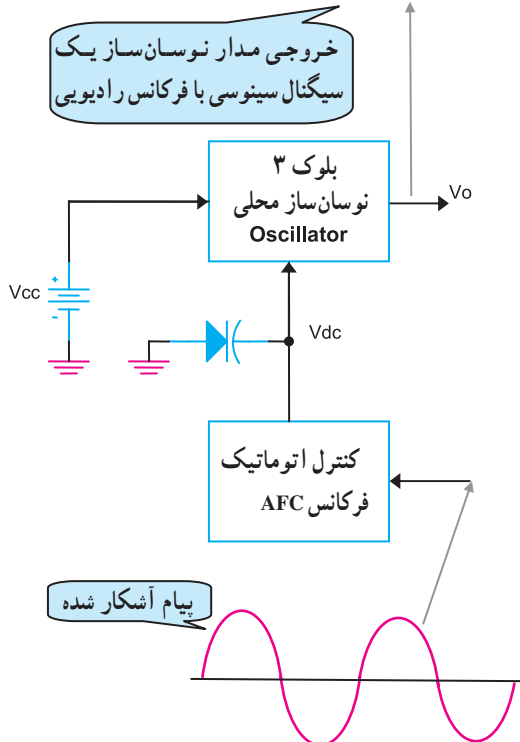 خروجی مدار نوسان‌ساز یک
سیگنال سینوسی با فرکانس رادیویی
بلوک ۳
نوسان‌ساز محلی
Oscillator
Vo
Vcc
+
-
Vdc
کنترل اتوماتیک
فرکانس AFC
پیام آشکار شده